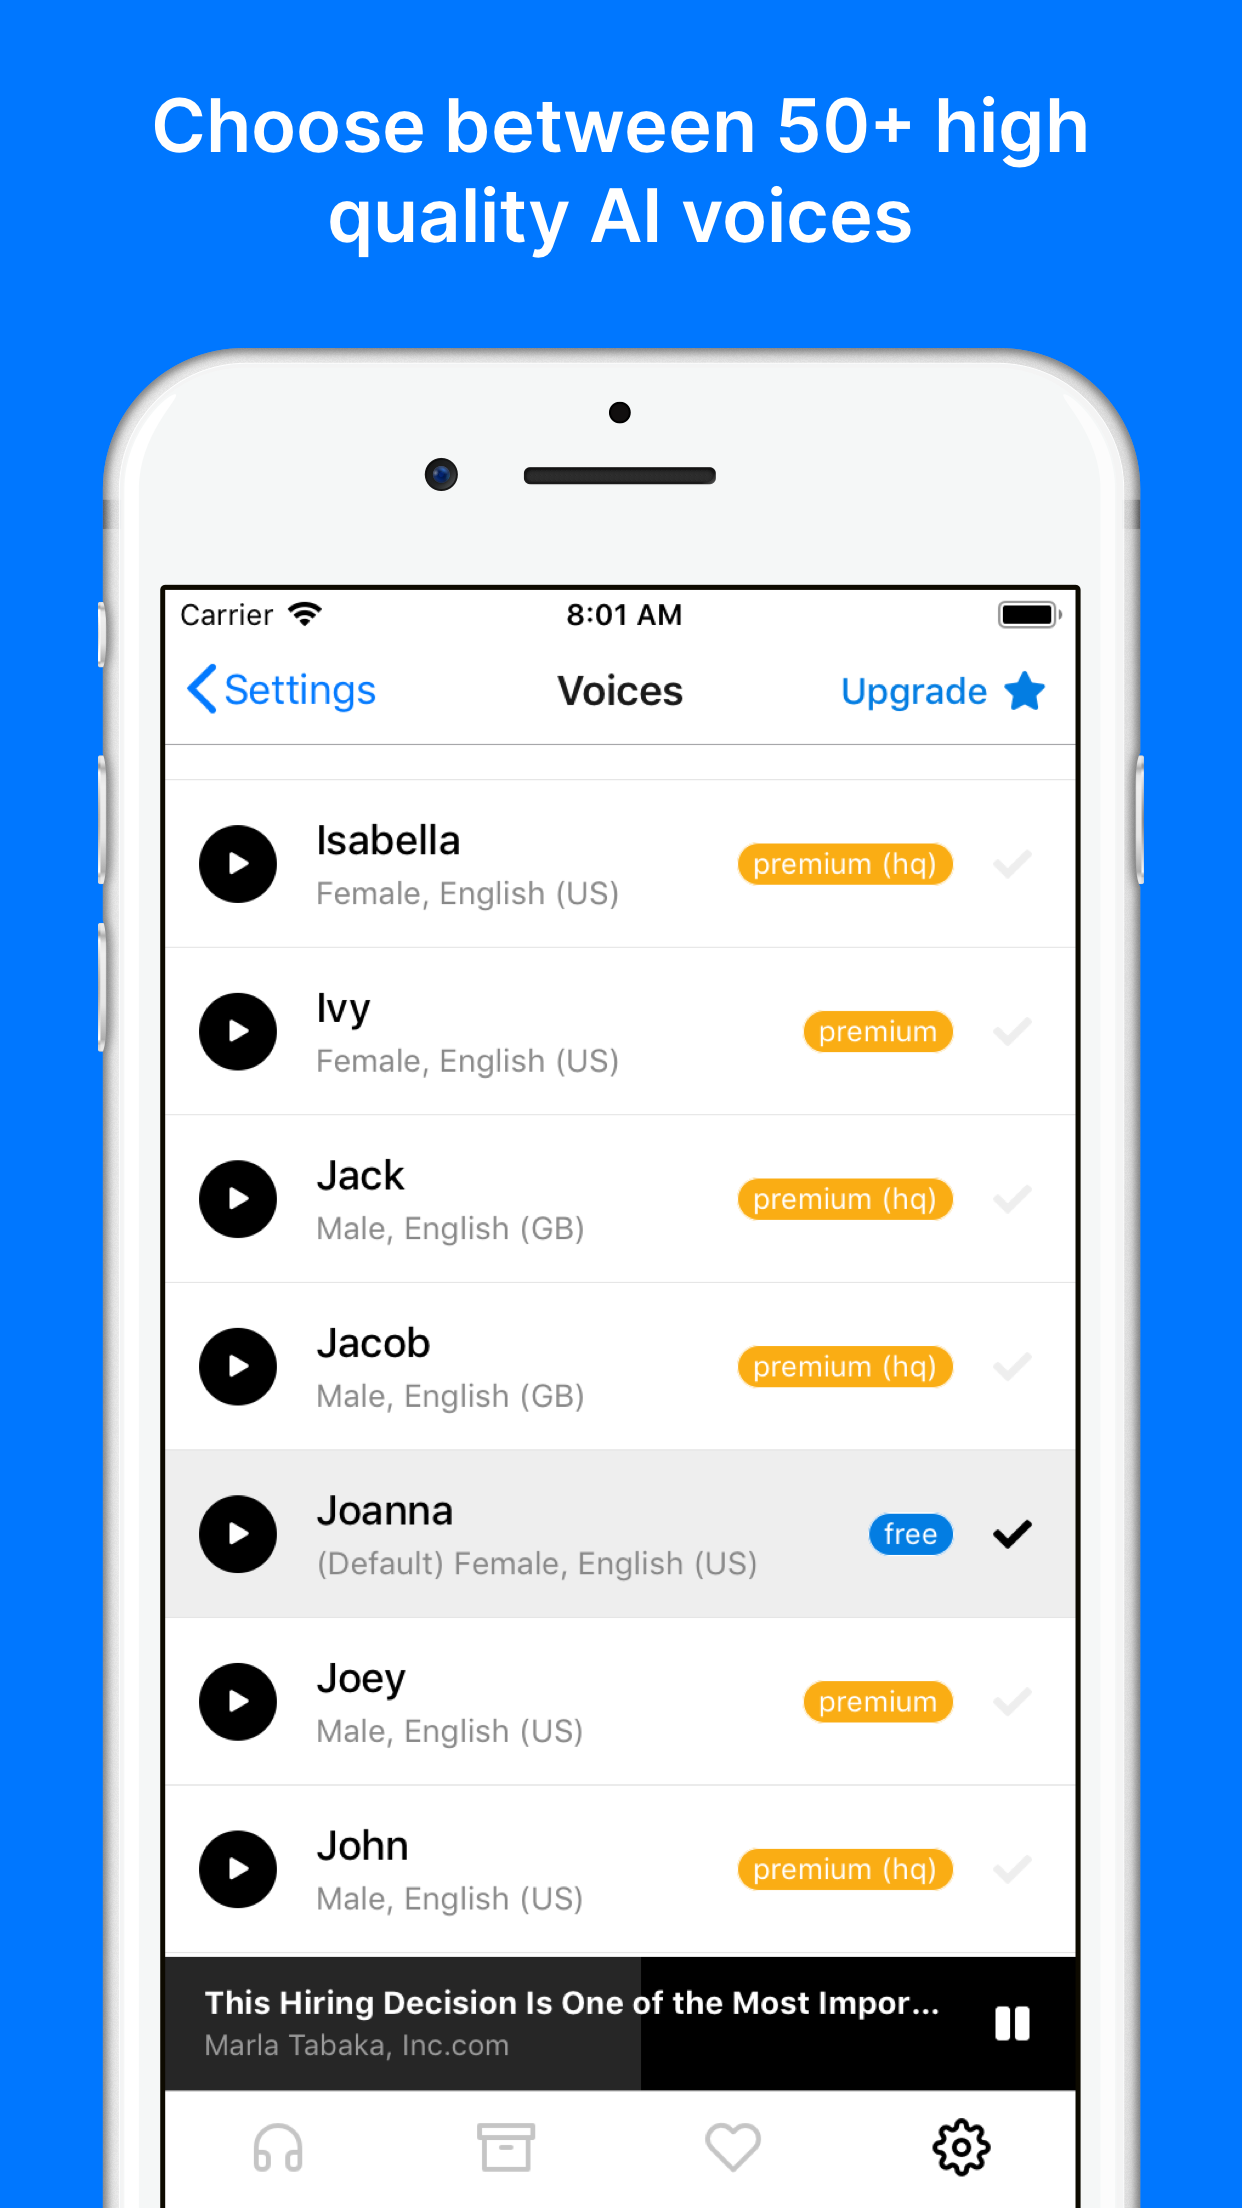 Choose between 50+ high
quality AI voices
Carrier 8:01 AM
Settings Voices Upgrade
Isabella
Female, English (US)
premium (hq)
Ivy
Female, English (US)
premium
Jack
Male, English (GB)
premium (hq)
Jacob
Male, English (GB)
premium (hq)
Joanna
(Default) Female, English (US)
free
Joey
Male, English (US)
premium
John
Male, English (US)
premium (hq)
This Hiring Decision Is One of the Most Impor...
Marla Tabaka, Inc.com